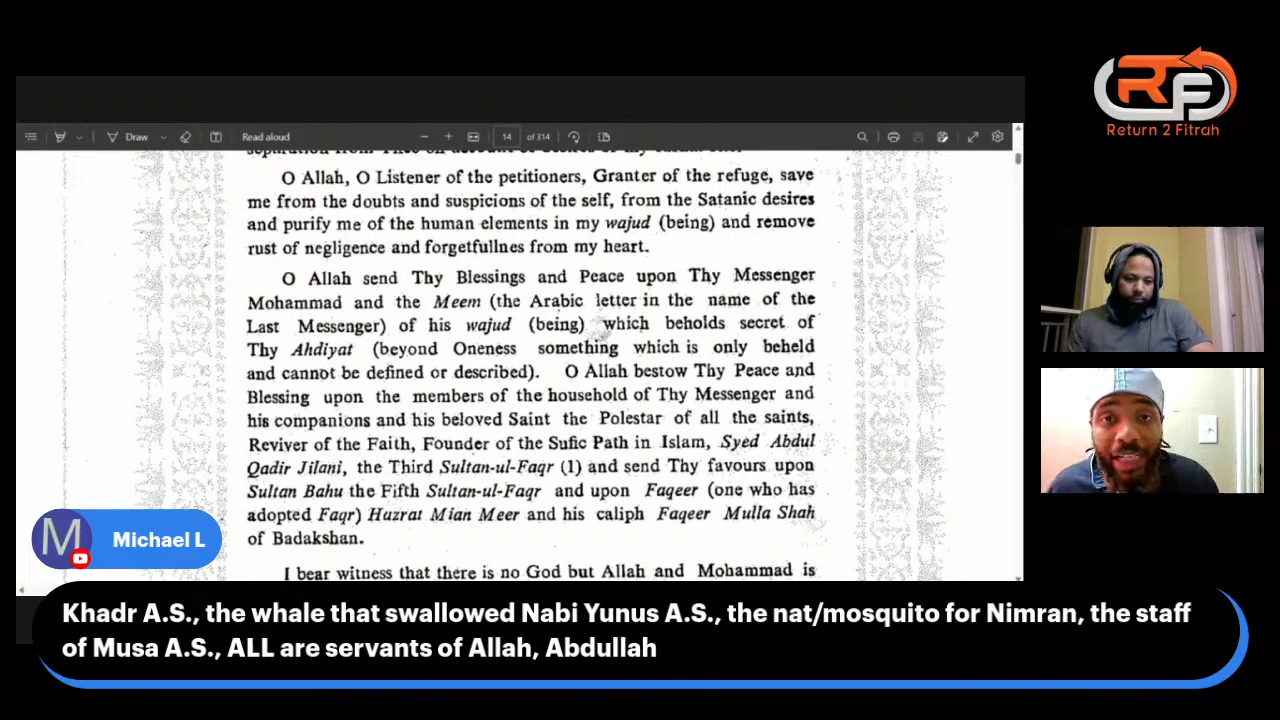 Draw
Read aloud
14
of 314
O Allah, O Listener of the petitioners, Granter of the refuge, save
me from the doubts and suspicions of the self, from the Satanic desires
and purify me of the human elements in my wajud (being) and remove
rust of negligence and forgetfullnes from my heart.
O Allah send Thy Blessings and Peace upon Thy Messenger
Mohammad and the Meem (the Arabic letter in the name of the
Last Messenger) of his wajud (being) which beholds secret of
Thy Ahdiyat (beyond Oneness something which is only beheld
and cannot be defined or described). O Allah bestow Thy Peace and
Blessing upon the members of the household of Thy Messenger and
his companions and his beloved Saint the Polestar of all the saints,
Reviver of the Faith, Founder of the Sufic Path in Islam, Syed Abdul
Qadir Jilani, the Third Sultan-ul-Faqr (1) and send Thy favours upon
Sultan Bahu the Fifth Sultan-ul-Faqr and upon Faqeer (one who has
adopted Faqr) Huzrat Mian Meer and his caliph Faqeer Mulla Shah
of Badakshan.
I bear witness that there is no God but Allah and Mohammad is
RF
Return 2 Fitrah
M
Michael L
Khadr A.S., the whale that swallowed Nabi Yunus A.S., the nat/mosquito for Nimran, the staff
of Musa A.S., ALL are servants of Allah, Abdullah